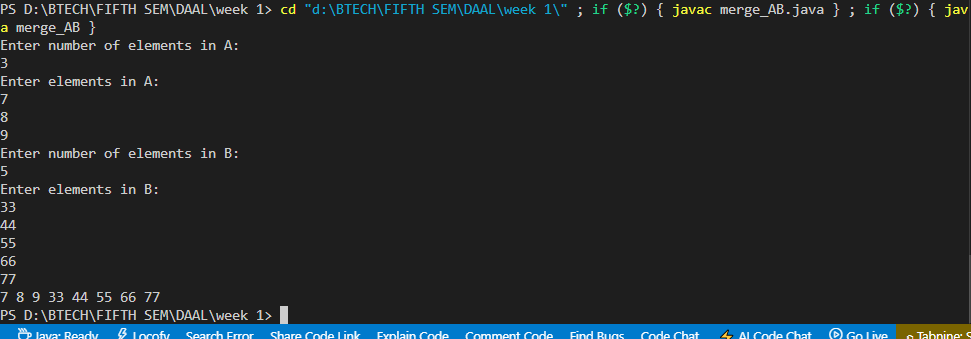 PS D:\BTECH\FIFTH SEM\DAAL\week 1> cd "d:\BTECH\FIFTH SEM\DAAL\week 1\" ; if ($?) { javac merge_AB.java } ; if ($?) { jav
a merge_AB }
Enter number of elements in A:
3
Enter elements in A:
7
8
9
Enter number of elements in B:
5
Enter elements in B:
33
44
55
66
77
7 8 9 33 44 55 66 77
PS D:\BTECH\FIFTH SEM\DAAL\week 1>
Java: Ready Locofy Search Error Share Code Link Explain Code Comment Code Find Bugs Code Chat AI Code Chat Go Live Tabnine: S